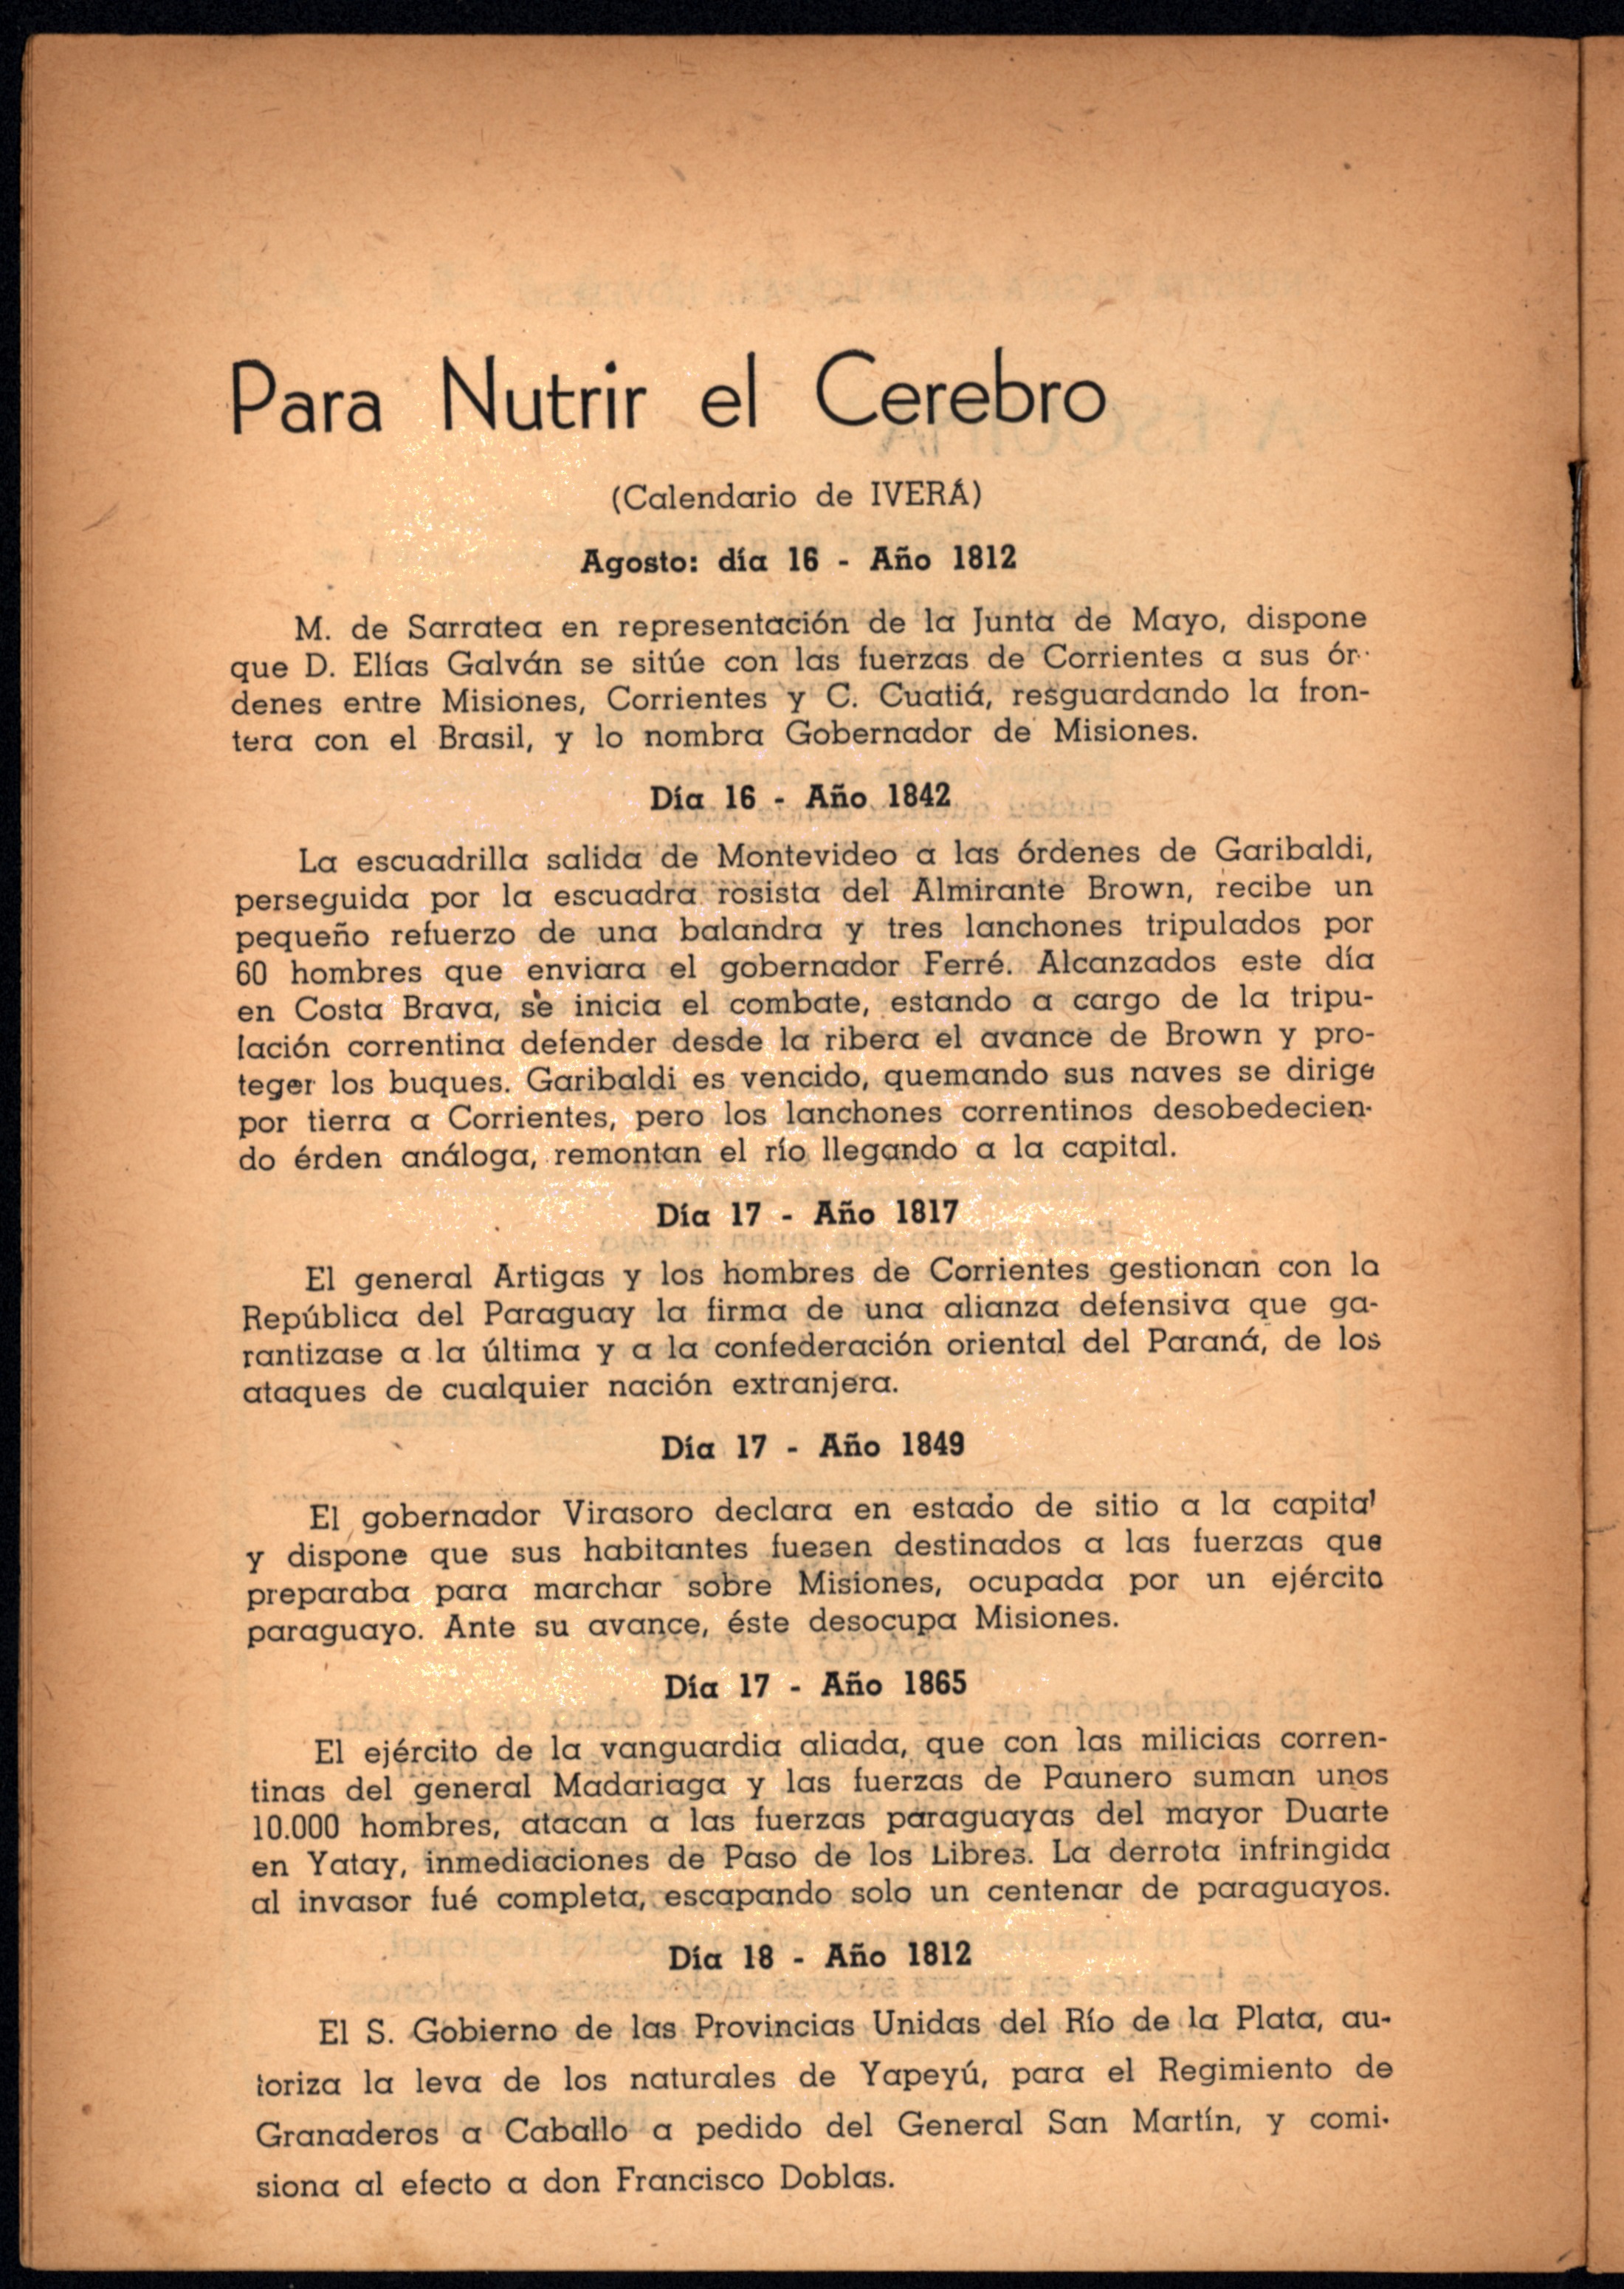 Para Nutrir el Cerebro
(Calendario de IVERÁ)
Agosto: día 16 - Año 1812
M. de Sarratea en representación de la Junta de Mayo, dispone
que D. Elías Galván se sitúe con las fuerzas de Corrientes a sus ór-
denes entre Misiones, Corrientes y C. Cuatiá, resguardando la fron-
tera con el Brasil, y lo nombra Gobernador de Misiones.
Día 16 - Año 1842
La escuadrilla salida de Montevideo a las órdenes de Garibaldi,
perseguida por la escuadra rosista del Almirante Brown, recibe un
pequeño refuerzo de una balandra y tres lanchones tripulados por
60 hombres que enviara el gobernador Ferré. Alcanzados este día
en Costa Brava, se inicia el combate, estando a cargo de la tripu-
lación correntina defender desde la ribera el avance de Brown y pro-
teger los buques. Garibaldi es vencido, quemando sus naves se dirige
por tierra a Corrientes, pero los lanchones correntinos desobedecien-
do érden análoga, remontan el río llegando a la capital.
Día 17 - Año 1817
El general Artigas y los hombres de Corrientes gestionan con la
República del Paraguay la firma de una alianza defensiva que ga-
rantizase a la última y a la confederación oriental del Paraná, de los
ataques de cualquier nación extranjera.
Día 17 - Año 1849
El gobernador Virasoro declara en estado de sitio a la capital
y dispone que sus habitantes fuesen destinados a las fuerzas que
preparaba para marchar sobre Misiones, ocupada por un ejército
paraguayo. Ante su avance, éste desocupa Misiones.
Día 17 - Año 1865
El ejército de la vanguardia aliada, que con las milicias corren-
tinas del general Madariaga y las fuerzas de Paunero suman unos
10.000 hombres, atacan a las fuerzas paraguayas del mayor Duarte
en Yatay, inmediaciones de Paso de los Libres. La derrota infringida
al invasor fué completa, escapando solo un centenar de paraguayos.
Día 18 - Año 1812
El S. Gobierno de las Provincias Unidas del Río de la Plata, au-
toriza la leva de los naturales de Yapeyú, para el Regimiento de
Granaderos a Caballo a pedido del General San Martín, y comi-
siona al efecto a don Francisco Doblas.